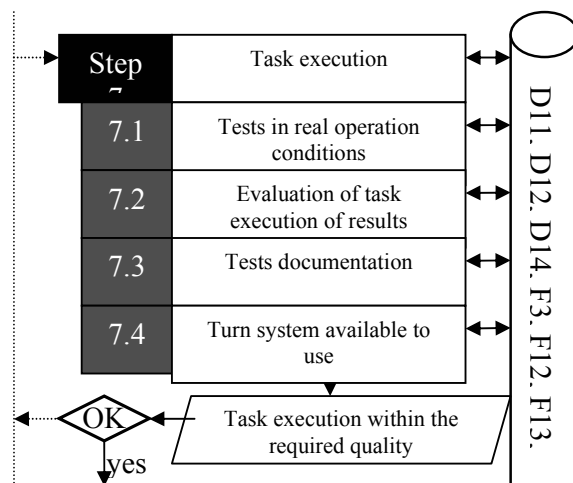 Step
Task execution
7
7.1
Tests in real operation
conditions
7.2
Evaluation of task
execution of results
7.3
Tests documentation
7.4
Turn system available to
use
OK
Task execution within the
required quality
yes
D11. D12. D14. F3. F12. F13.